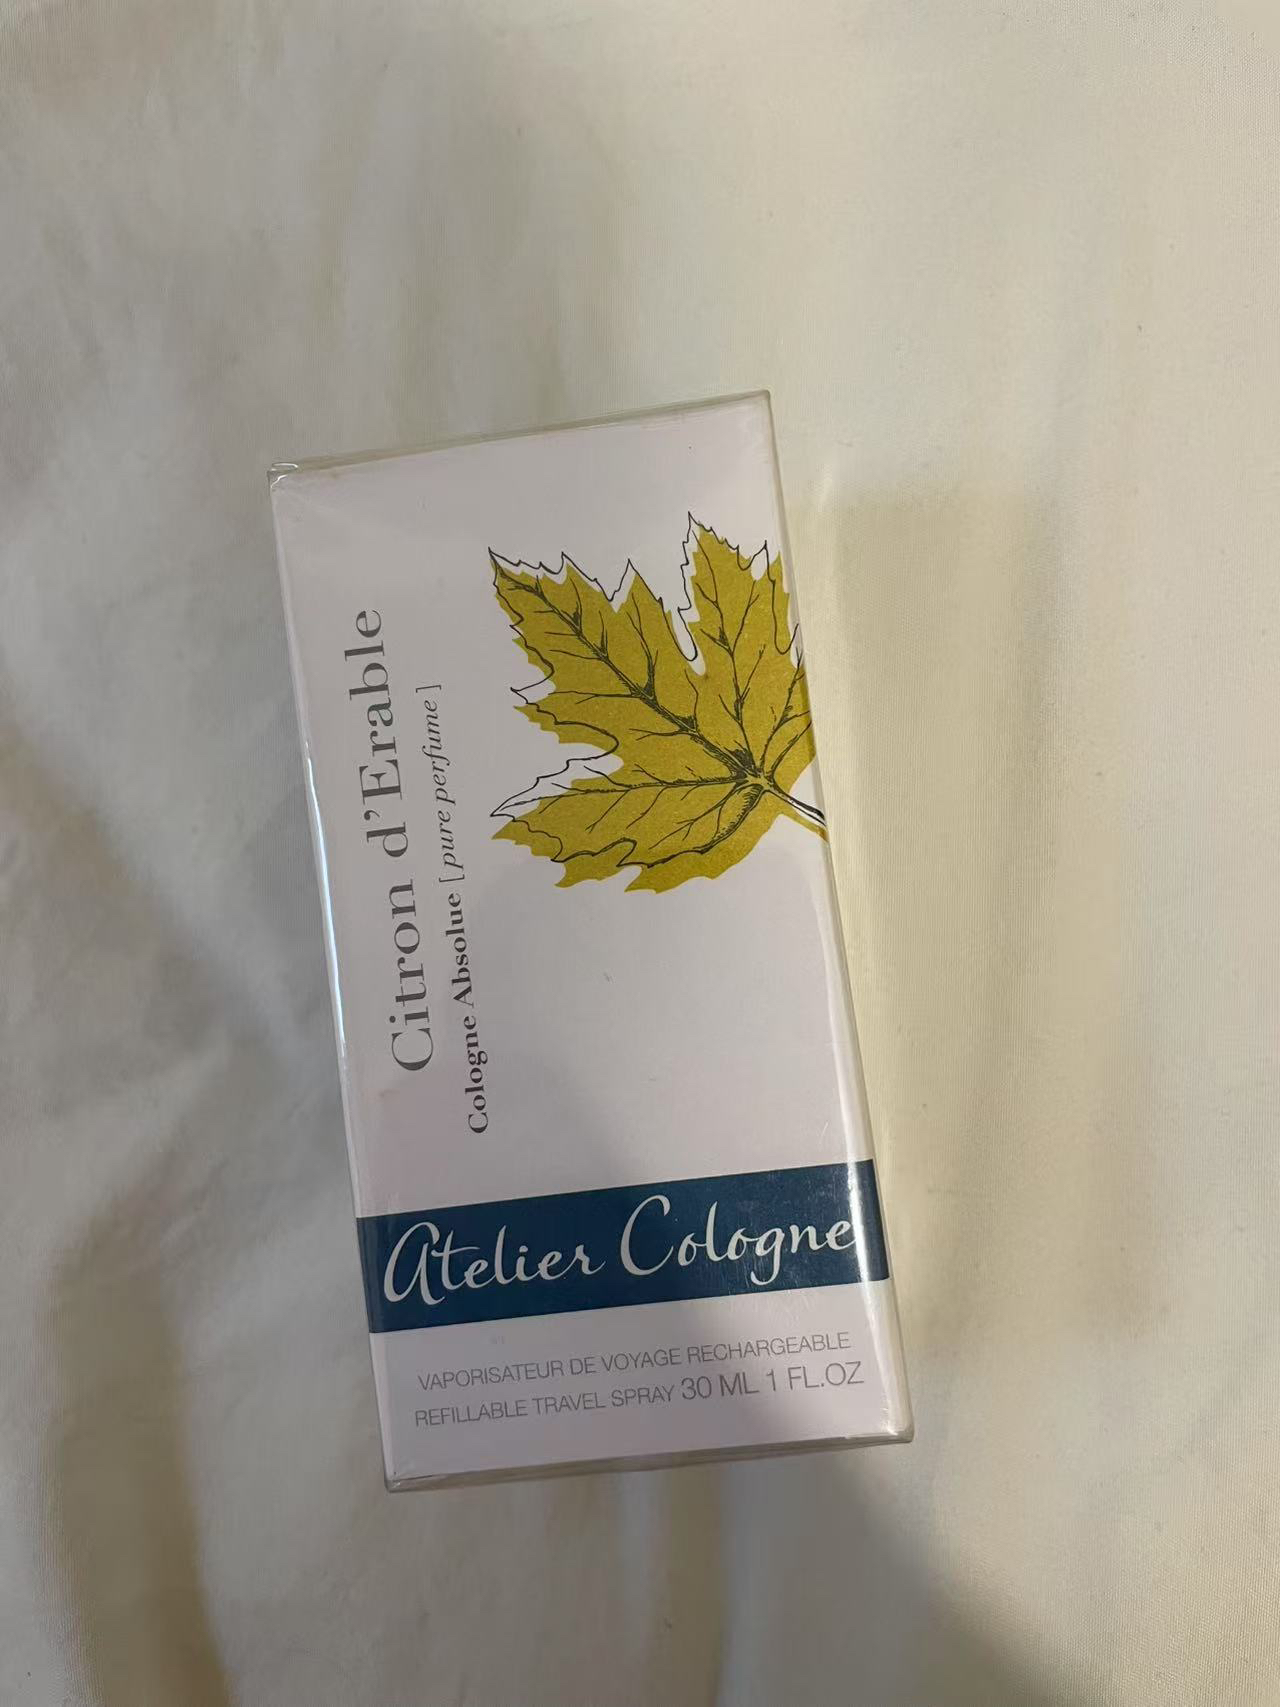 Citron d'Erable
Cologne Absolue [pure perfume]
Atelier Cologne
VAPORISATEUR DE VOYAGE RECHARGEABLE
REFILLABLE TRAVEL SPRAY 30 ML 1 FL.OZ